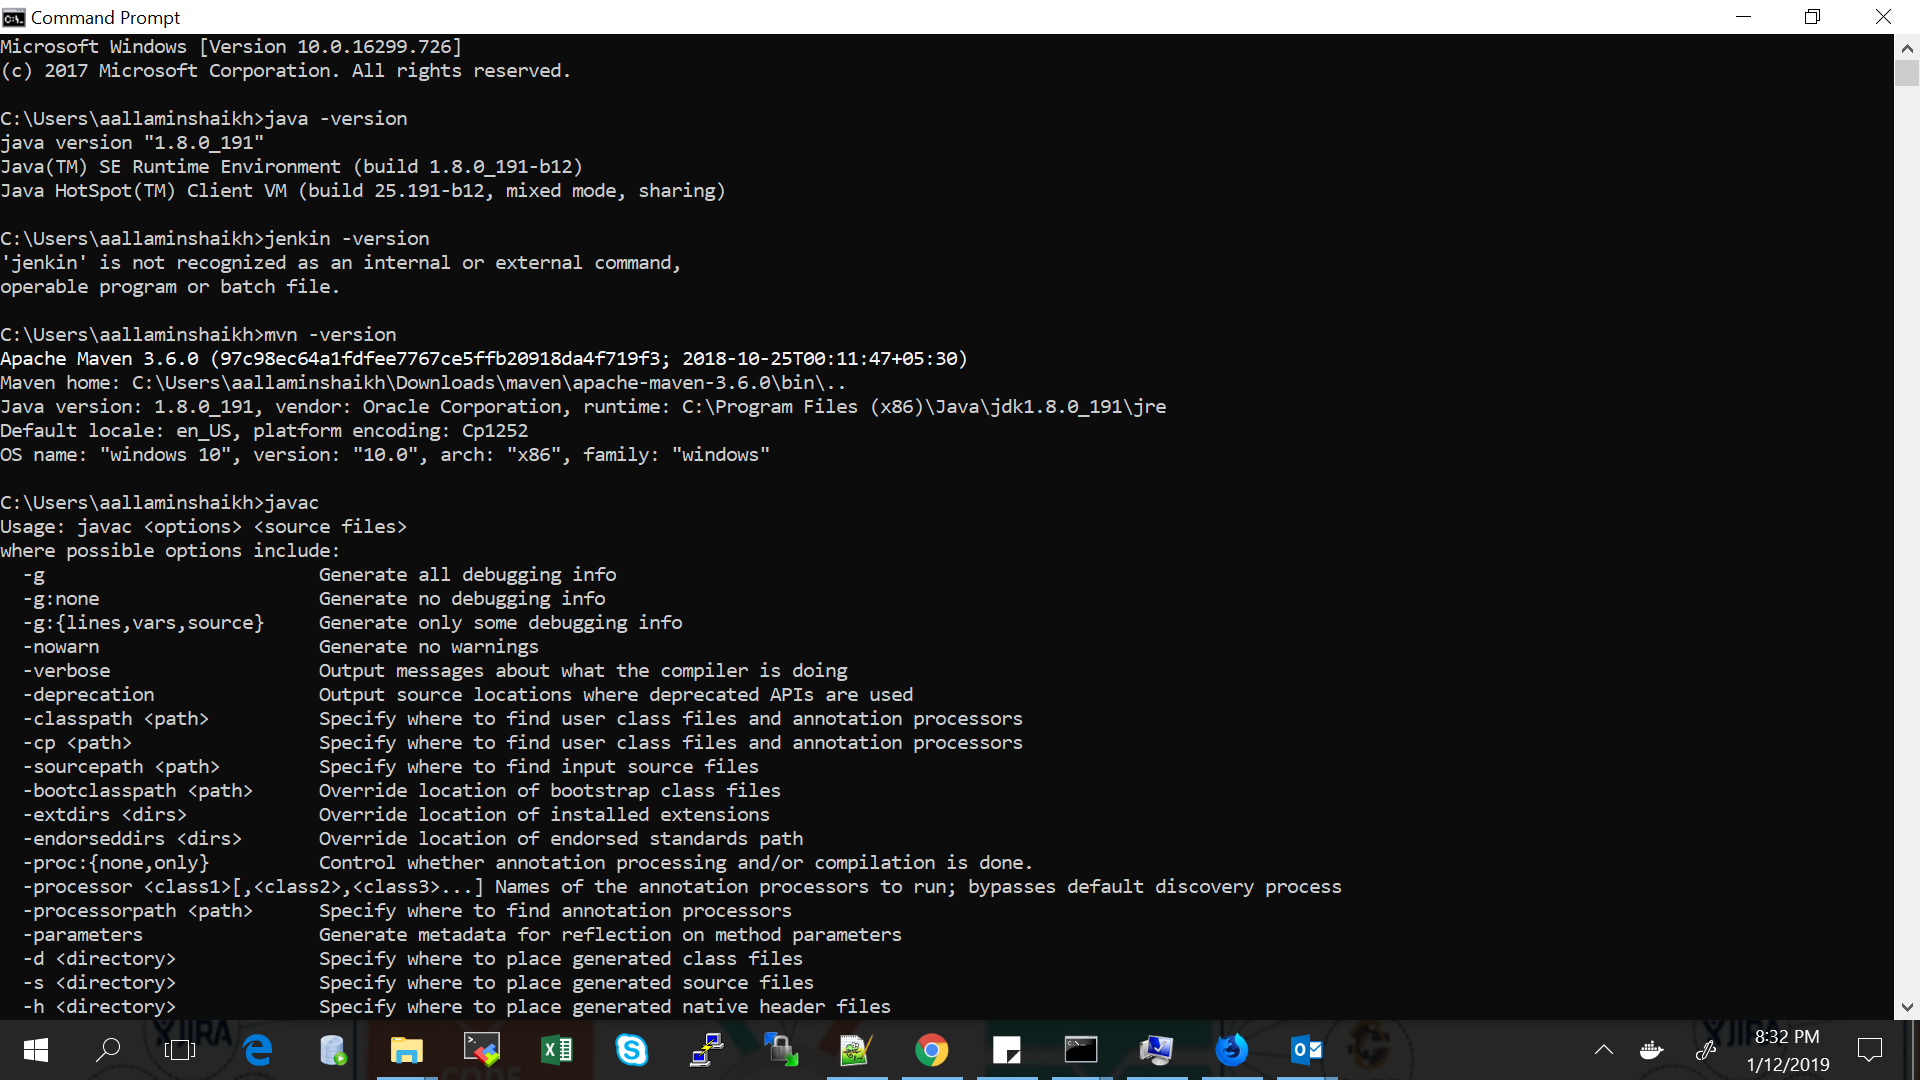 Command Prompt
Microsoft Windows [Version 10.0.16299.726]
(c) 2017 Microsoft Corporation. All rights reserved.
C:\Users\aallaminshaikh>java -version
java version "1.8.0_191"
Java(TM) SE Runtime Environment (build 1.8.0_191-b12)
Java HotSpot(TM) Client VM (build 25.191-b12, mixed mode, sharing)
C:\Users\aallaminshaikh>jenkin -version
'jenkin' is not recognized as an internal or external command,
operable program or batch file.
C:\Users\aallaminshaikh>mvn -version
Apache Maven 3.6.0 (97c98ec64a1fdfee7767ce5ffb20918da4f719f3; 2018-10-25T00:11:47+05:30)
Maven home: C:\Users\aallaminshaikh\Downloads\maven\apache-maven-3.6.0\bin\..
Java version: 1.8.0_191, vendor: Oracle Corporation, runtime: C:\Program Files (x86)\Java\jdk1.8.0_191\jre
Default locale: en_US, platform encoding: Cp1252
OS name: "windows 10", version: "10.0", arch: "x86", family: "windows"
C:\Users\aallaminshaikh>javac
Usage: javac <options> <source files>
where possible options include:
  -g                         Generate all debugging info
  -g:none                    Generate no debugging info
  -g:{lines,vars,source}     Generate only some debugging info
  -nowarn                    Generate no warnings
  -verbose                   Output messages about what the compiler is doing
  -deprecation               Output source locations where deprecated APIs are used
  -classpath <path>          Specify where to find user class files and annotation processors
  -cp <path>                 Specify where to find user class files and annotation processors
  -sourcepath <path>         Specify where to find input source files
  -bootclasspath <path>      Override location of bootstrap class files
  -extdirs <dirs>            Override location of installed extensions
  -endorseddirs <dirs>       Override location of endorsed standards path
  -proc:{none,only}          Control whether annotation processing and/or compilation is done.
  -processor <class1>[,<class2>,<class3>...] Names of the annotation processors to run; bypasses default discovery process
  -processorpath <path>      Specify where to find annotation processors
  -parameters                Generate metadata for reflection on method parameters
  -d <directory>             Specify where to place generated class files
  -s <directory>             Specify where to place generated source files
  -h <directory>             Specify where to place generated native header files
8:32 PM
1/12/2019